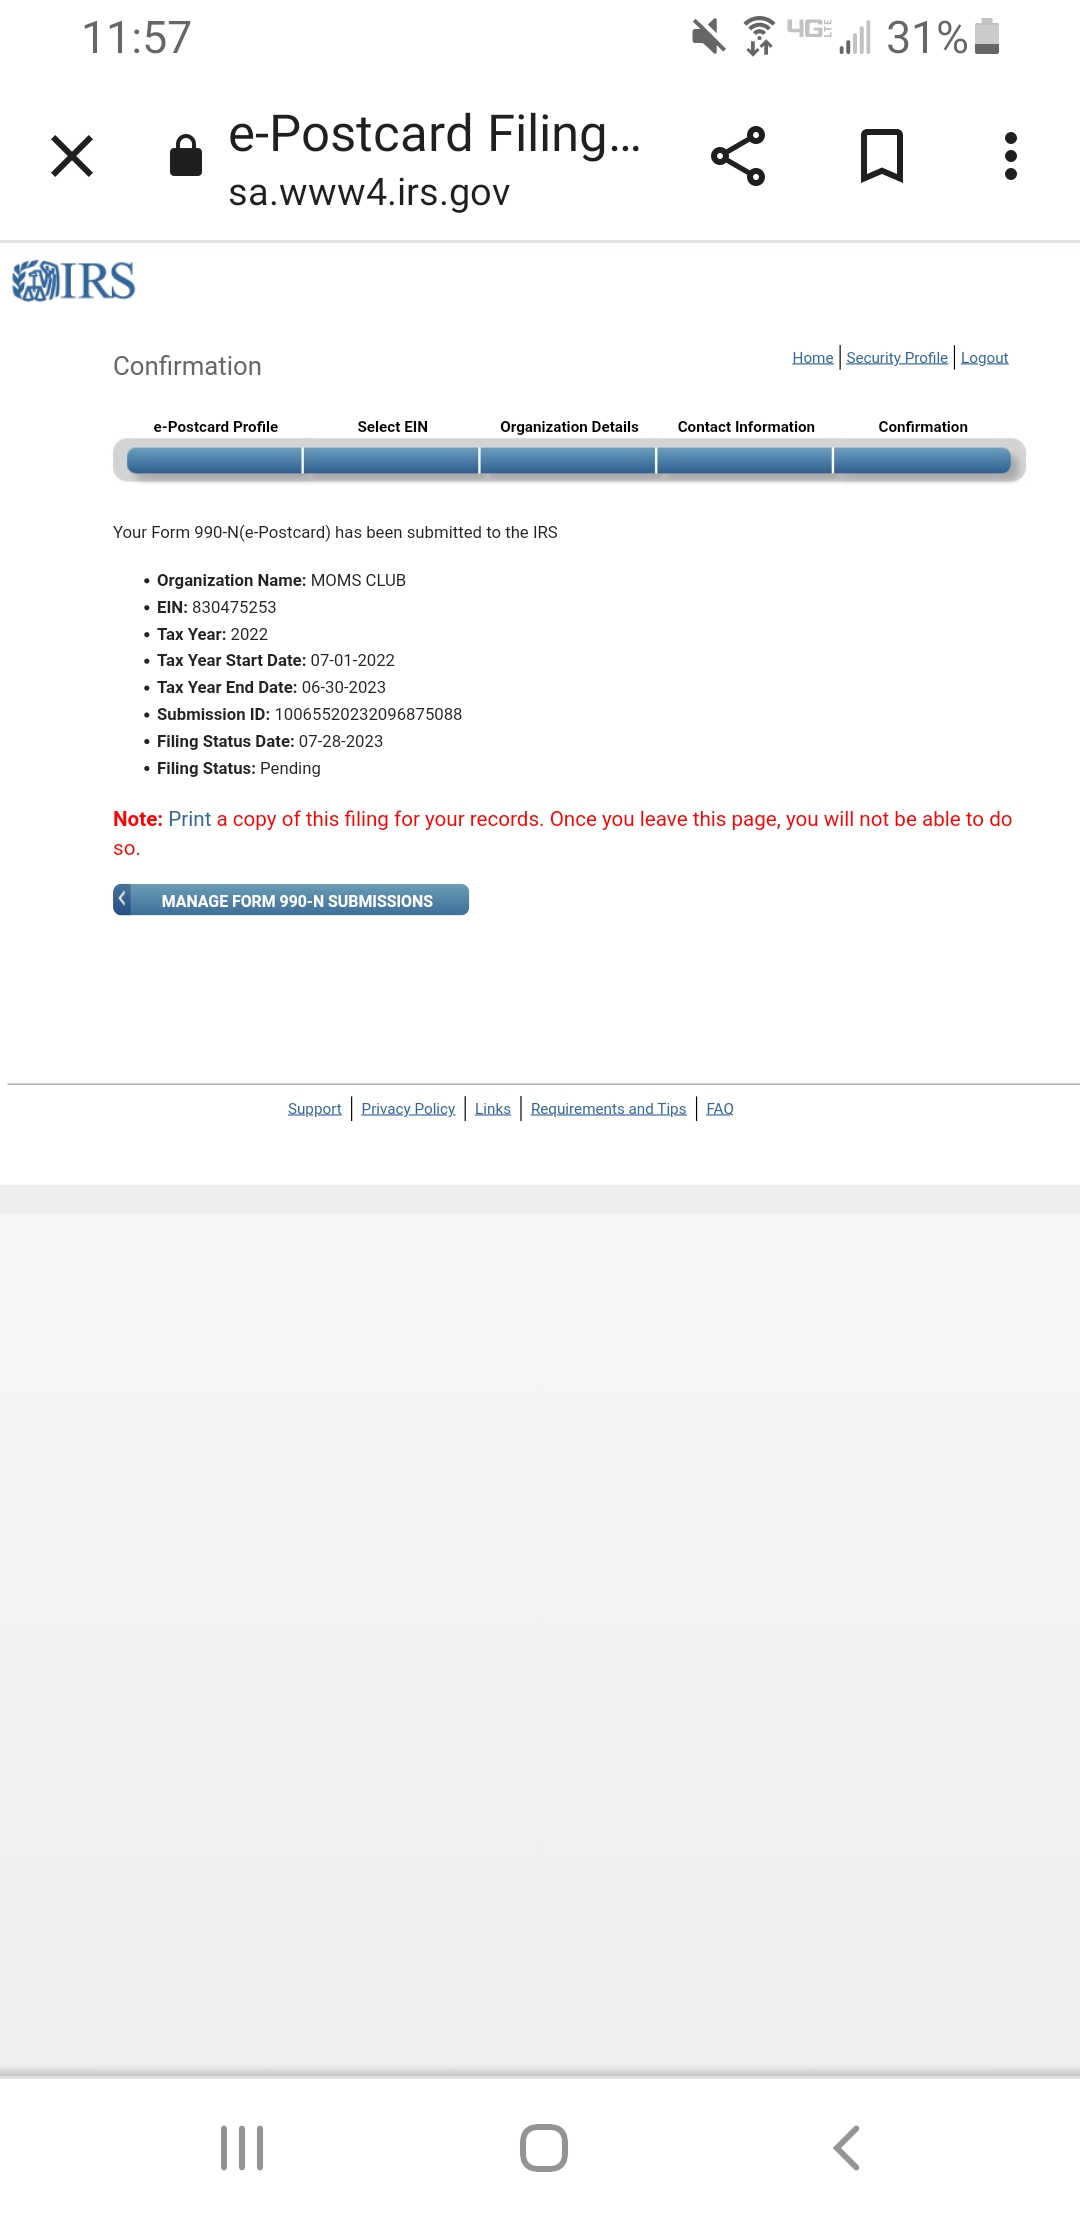 11:57
4G LTE 31%
e-Postcard Filing...
sa.www4.irs.gov
IRS
Confirmation
Home | Security Profile | Logout
e-Postcard Profile Select EIN Organization Details Contact Information Confirmation
Your Form 990-N(e-Postcard) has been submitted to the IRS
• Organization Name: MOMS CLUB
• EIN: 830475253
• Tax Year: 2022
• Tax Year Start Date: 07-01-2022
• Tax Year End Date: 06-30-2023
• Submission ID: 10065520232096875088
• Filing Status Date: 07-28-2023
• Filing Status: Pending
Note: Print a copy of this filing for your records. Once you leave this page, you will not be able to do
so.
MANAGE FORM 990-N SUBMISSIONS
Support | Privacy Policy | Links | Requirements and Tips | FAQ